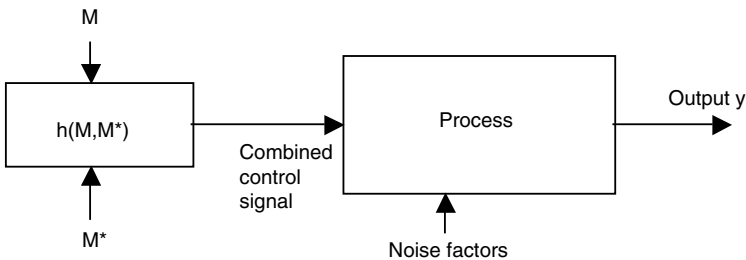 M
h(M,M*)
M*
Combined
control
signal
Process
Noise factors
Output y